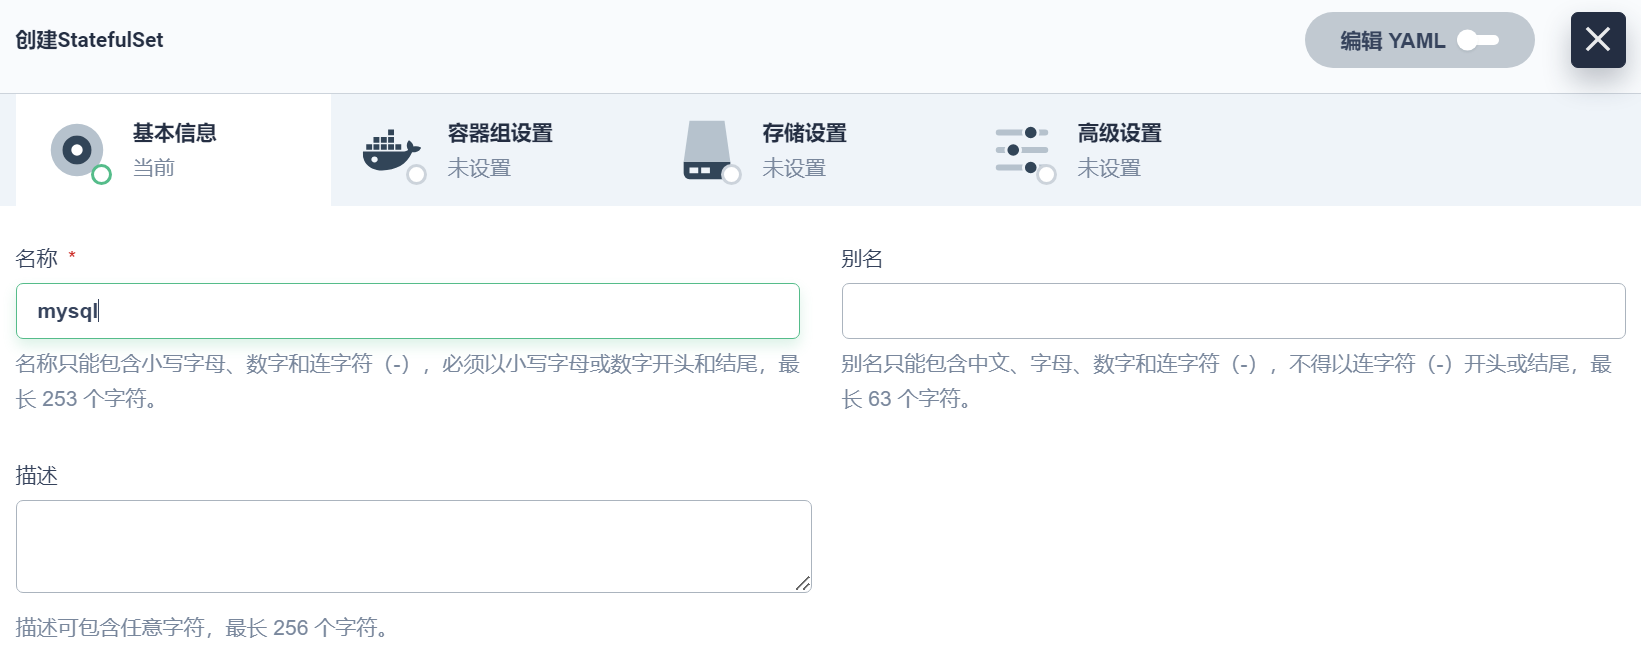 创建StatefulSet
编辑 YAML
基本信息
当前
容器组设置
未设置
存储设置
未设置
高级设置
未设置
名称 *
mysql
名称只能包含小写字母、数字和连字符（-），必须以小写字母或数字开头和结尾，最
长 253 个字符。
别名
别名只能包含中文、字母、数字和连字符（-），不得以连字符（-）开头或结尾，最
长 63 个字符。
描述
描述可包含任意字符，最长 256 个字符。